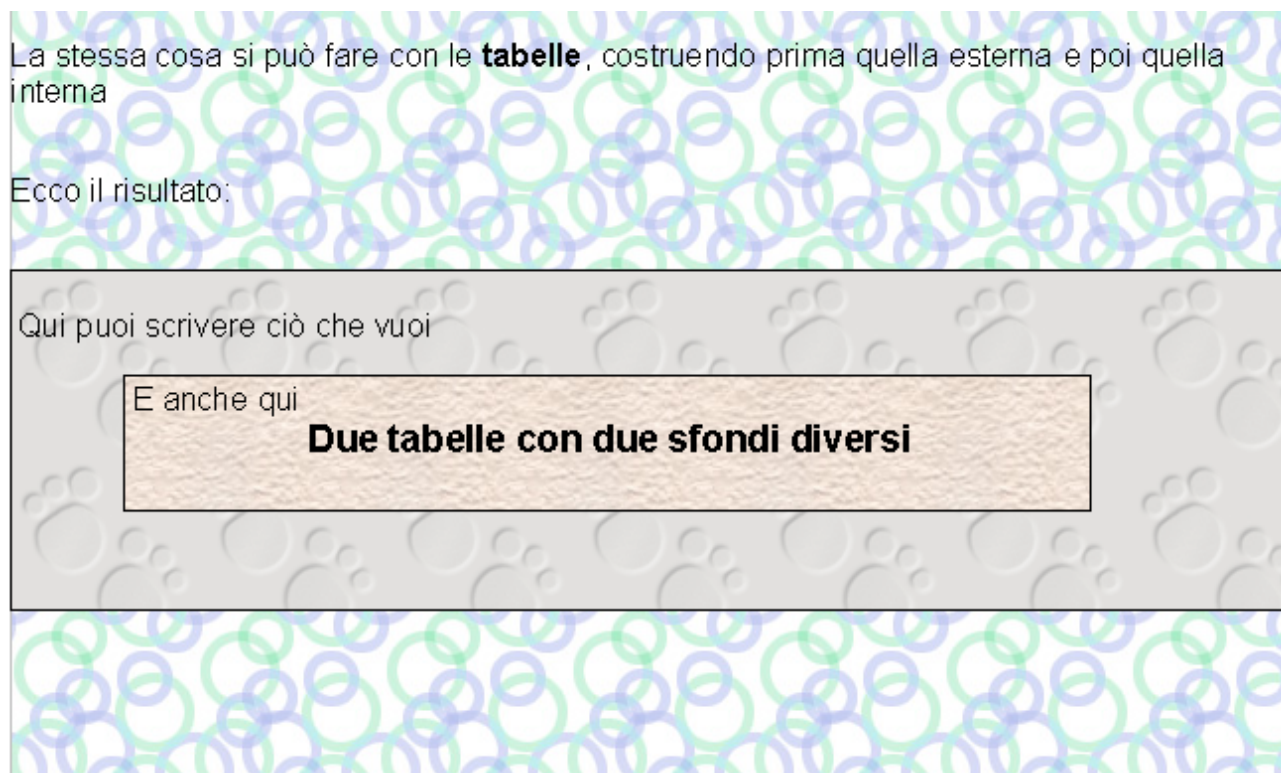 La stessa cosa si può fare con le tabelle, costruendo prima quella esterna e poi quella
interna
Ecco il risultato:
Qui puoi scrivere ciò che vuoi
E anche qui
Due tabelle con due sfondi diversi